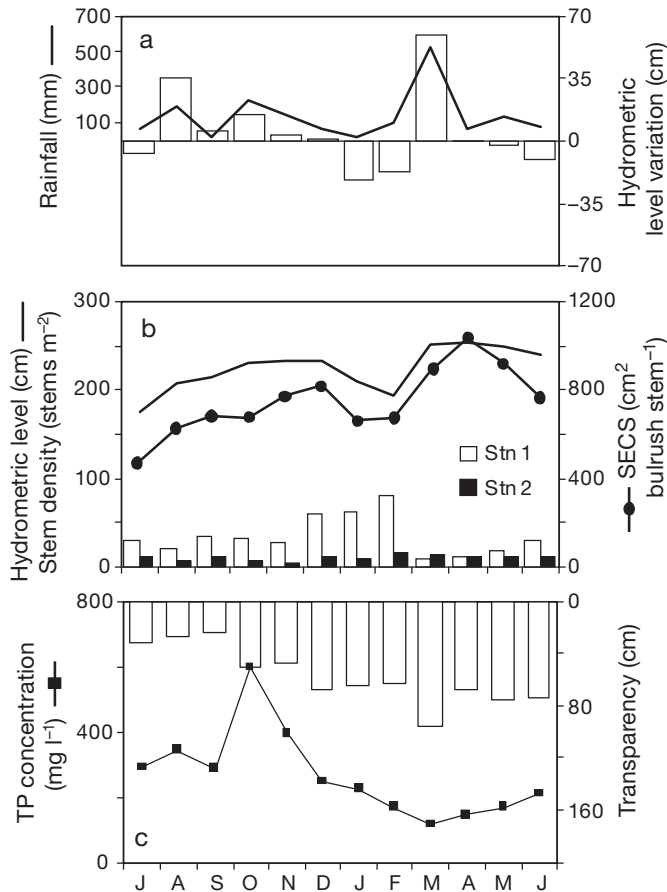 a
Rainfall (mm)
700
500
300
100
70
35
0
−35
−70
Hydrometric
level variation (cm)
b
Hydrometric level (cm)
Stem density (stems m−2)
300
200
100
0
1200
800
400
0
SECS (cm2
bulrush stem−1)
Stn 1
Stn 2
c
TP concentration
(mg l−1)
800
400
0
0
80
160
Transparency (cm)
J A S O N D J F M A M J